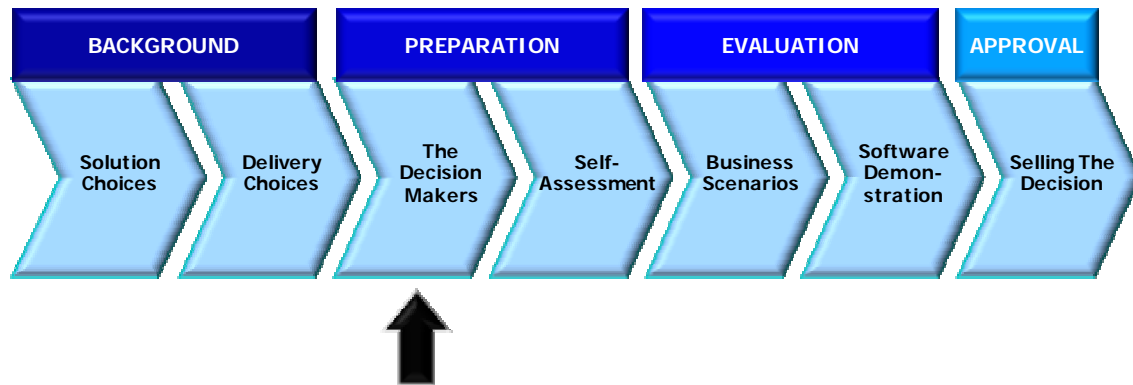 BACKGROUND
PREPARATION
EVALUATION
APPROVAL
Solution
Choices
Delivery
Choices
The
Decision
Makers
Self-
Assessment
Business
Scenarios
Software
Demon-
stration
Selling The
Decision